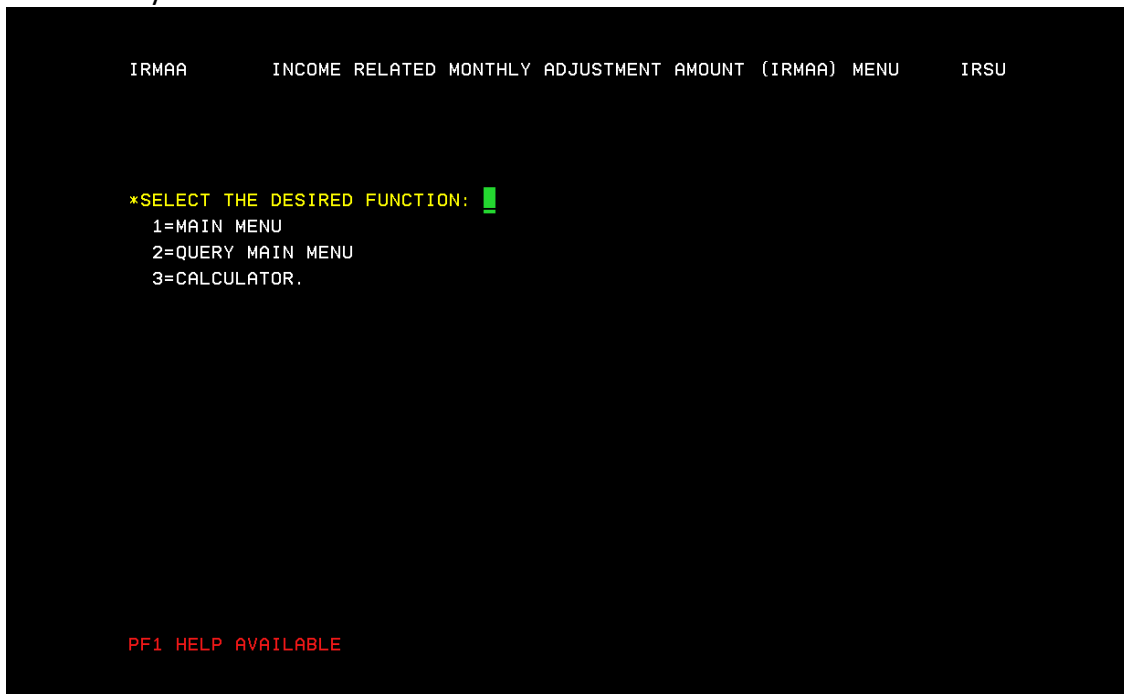 IRMAA INCOME RELATED MONTHLY ADJUSTMENT AMOUNT (IRMAA) MENU IRSU
*SELECT THE DESIRED FUNCTION:
1=MAIN MENU
2=QUERY MAIN MENU
3=CALCULATOR.
PF1 HELP AVAILABLE